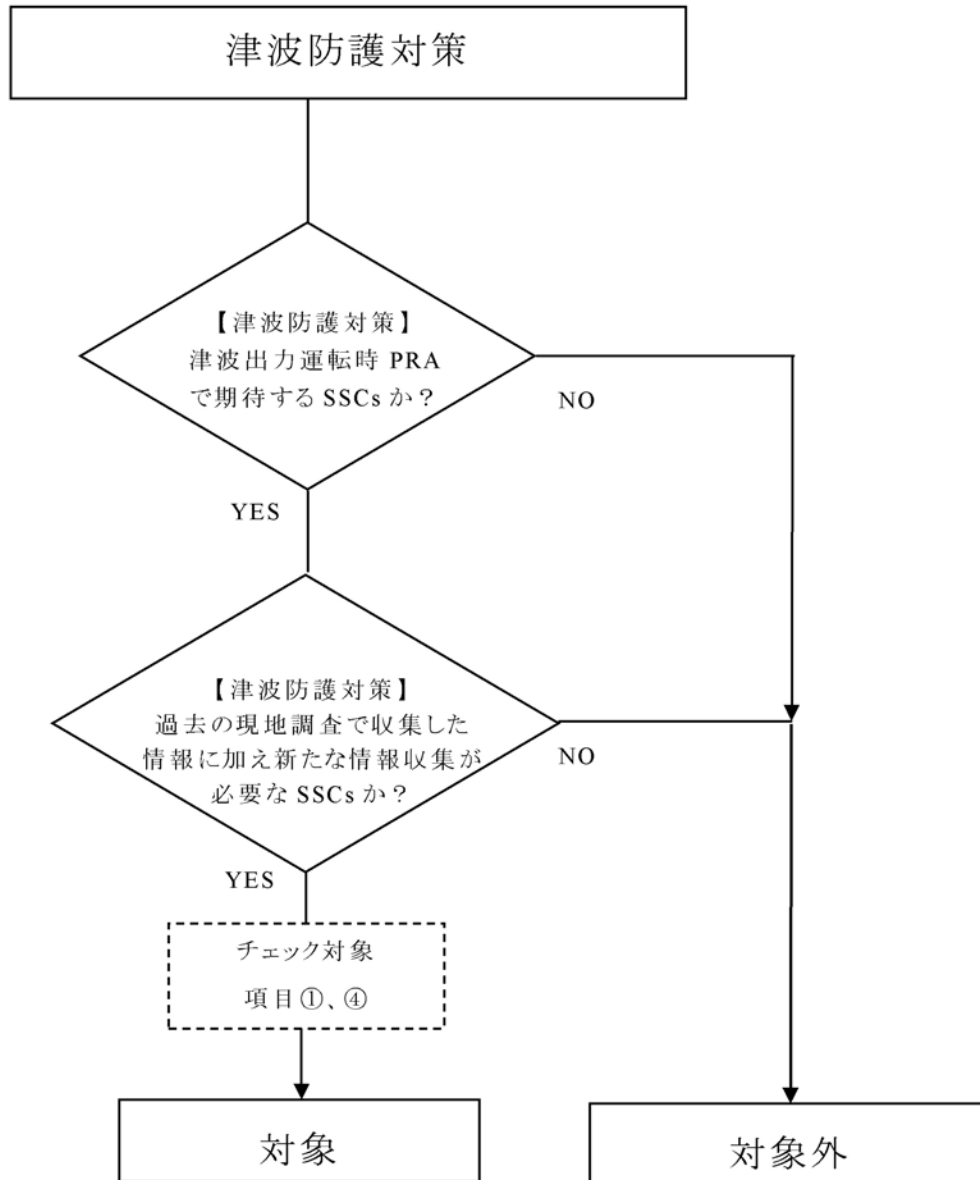 津波防護対策
【津波防護対策】
津波出力運転時 PRA
で期待する SSCs か？
NO
YES
【津波防護対策】
過去の現地調査で収集した
情報に加え新たな情報収集が
必要な SSCs か？
NO
YES
チェック対象
項目①、④
対象
対象外